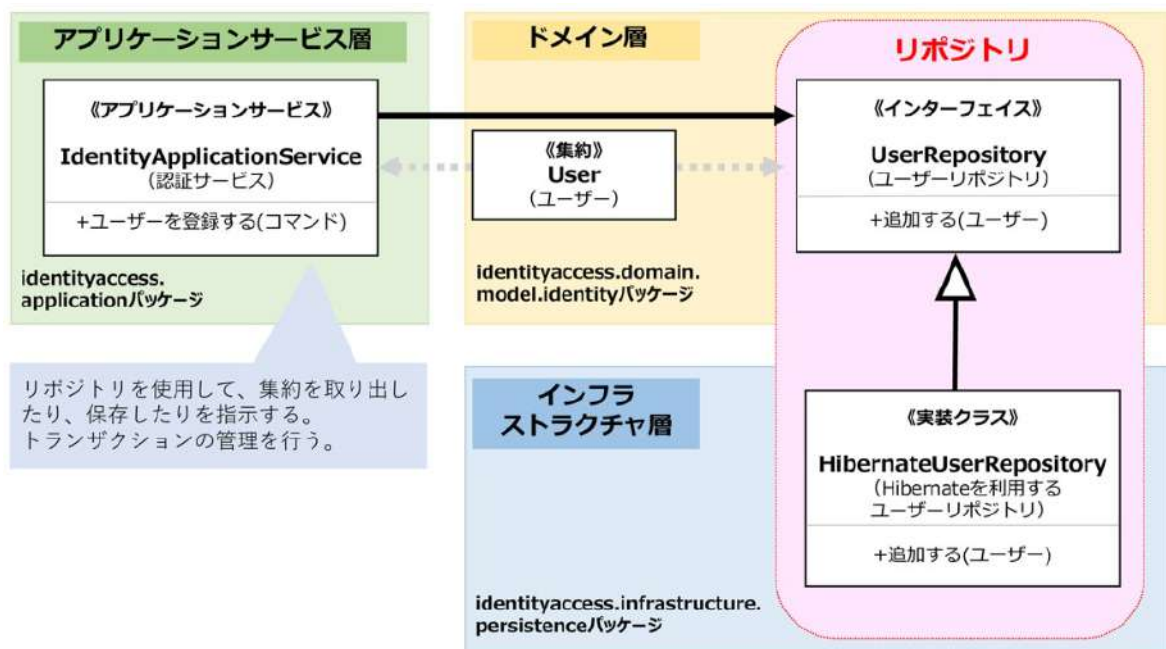 アプリケーションサービス層
《アプリケーションサービス》
IdentityApplicationService
（認証サービス）
+ユーザーを登録する(コマンド)
identityaccess.
applicationパッケージ
リポジトリを使用して、集約を取り出し
たり、保存したりを指示する。
トランザクションの管理を行う。
ドメイン層
《集約》
User
（ユーザー）
identityaccess.domain.
model.identityパッケージ
リポジトリ
《インターフェイス》
UserRepository
（ユーザーリポジトリ）
+追加する(ユーザー)
インフラ
ストラクチャ層
《実装クラス》
HibernateUserRepository
（Hibernateを利用する
ユーザーリポジトリ）
+追加する(ユーザー)
identityaccess.infrastructure.
persistenceパッケージ